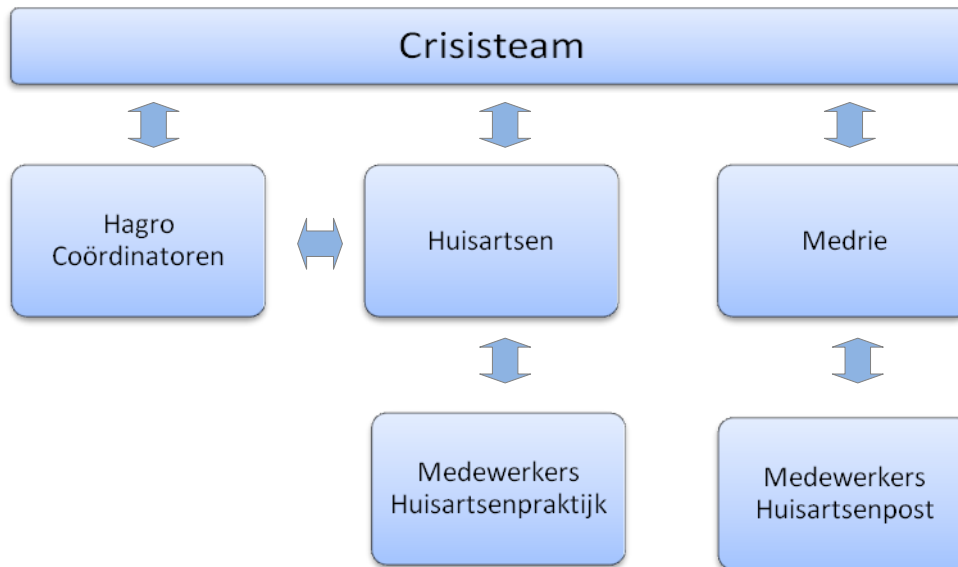 Crisisteam
Hagro
Coördinatoren
Huisartsen
Medrie
Medewerkers
Huisartsenpraktijk
Medewerkers
Huisartsenpost